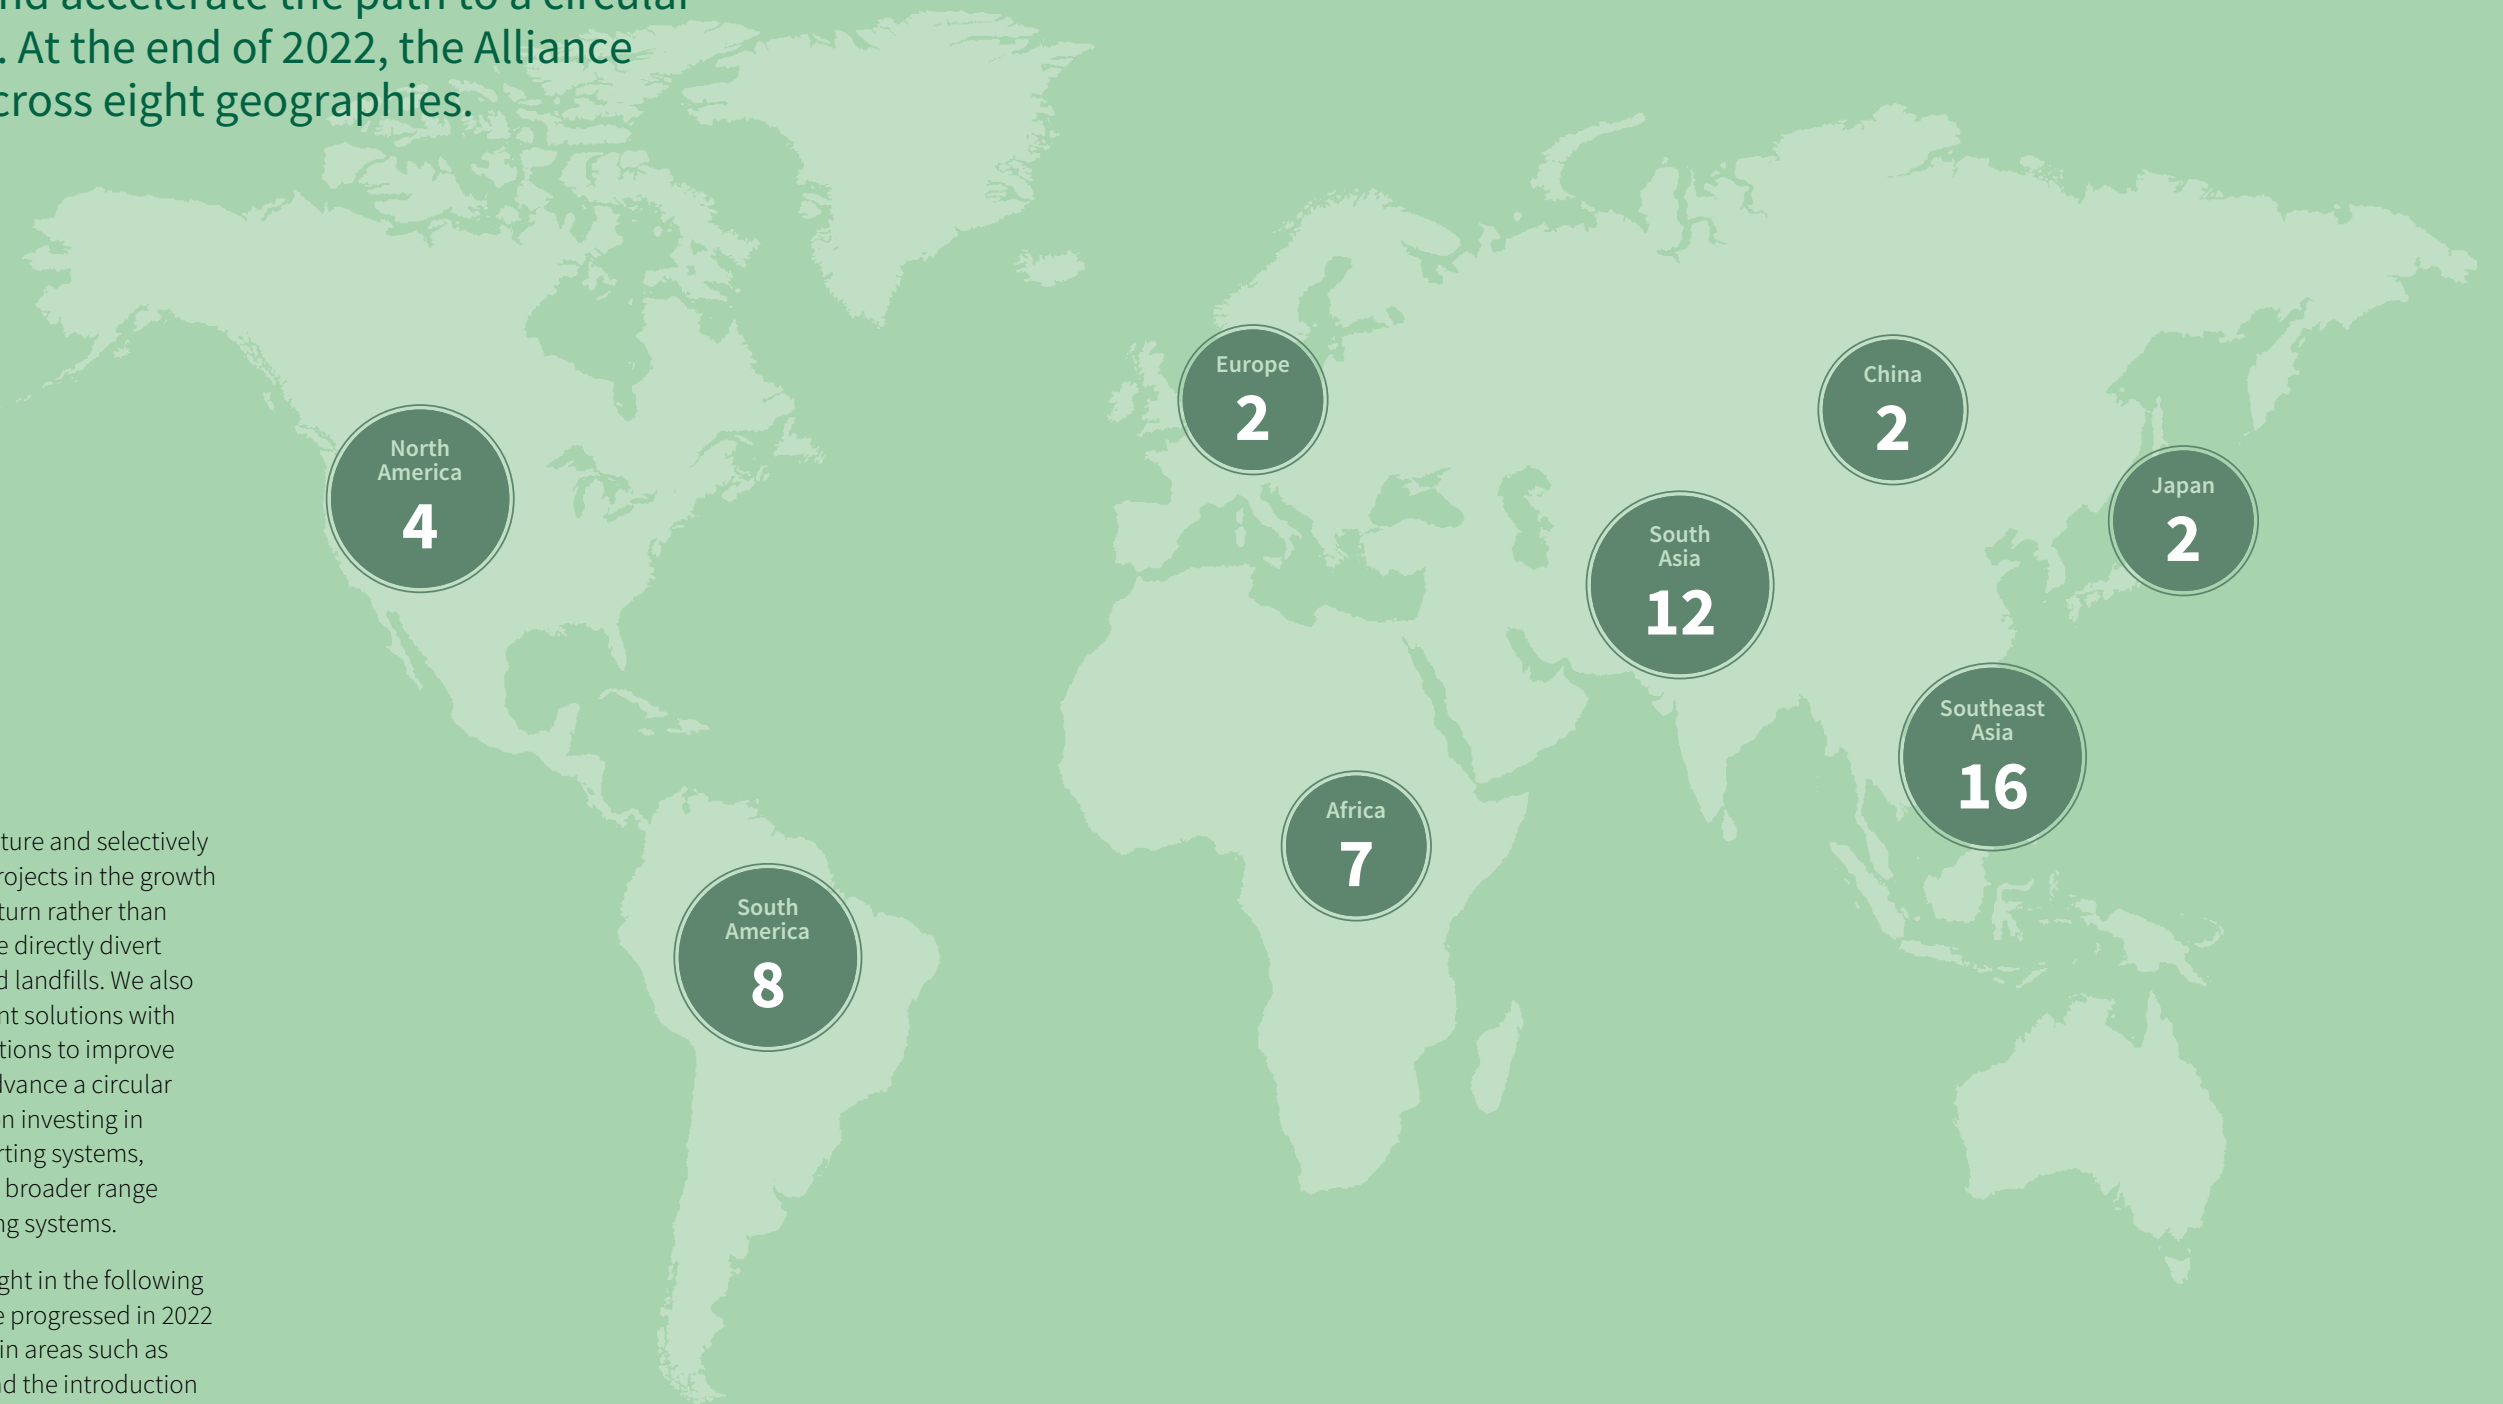 nd accelerate the path to a circular
. At the end of 2022, the Alliance
cross eight geographies.
Europe
2
China
2
North
America
4
Japan
2
South
Asia
12
Southeast
Asia
16
Africa
7
South
America
8
ture and selectively
rojects in the growth
turn rather than
e directly divert
d landfills. We also
nt solutions with
tions to improve
dvance a circular
n investing in
rting systems,
broader range
ng systems.
ght in the following
e progressed in 2022
in areas such as
nd the introduction